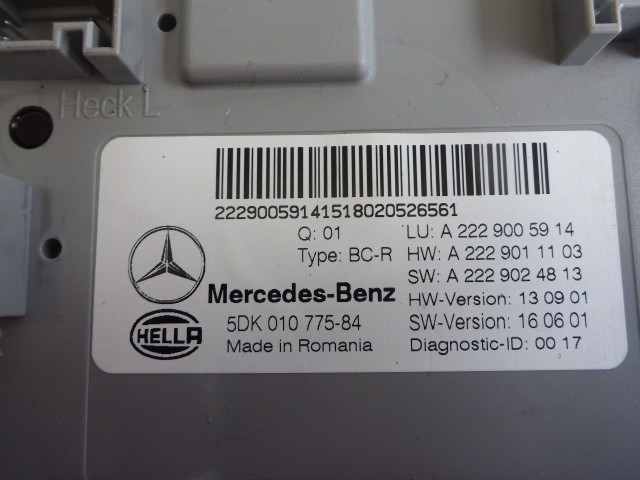 Heck L
2229005914151802052656​1
Q: 01
Type: BC-R
LU: A 222 900 59 14
HW: A 222 901 11 03
SW: A 222 902 48 13
Mercedes-Benz
HW-Version: 13 09 01
5DK 010 775-84
SW-Version: 16 06 01
HELLA
Made in Romania
Diagnostic-ID: 00 17